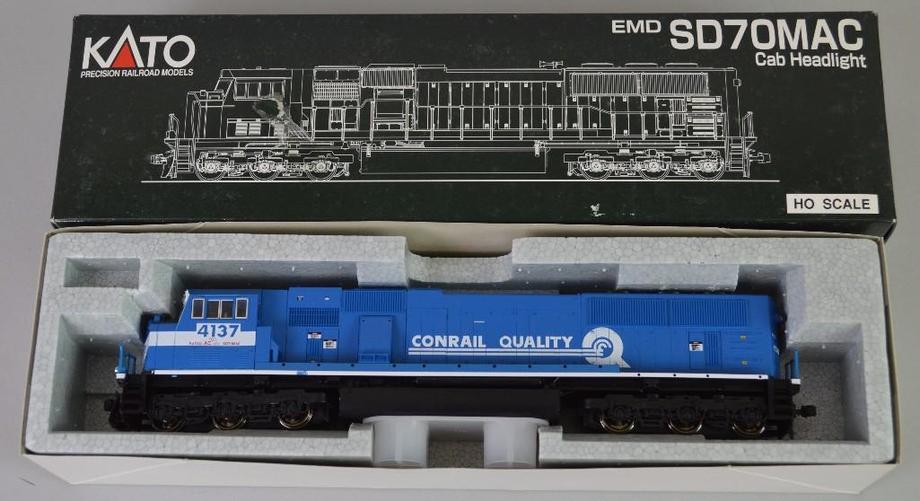 KATO
PRECISION RAILROAD MODELS
EMD SD70MAC
Cab Headlight
HO SCALE
4137
CONRAIL QUALITY